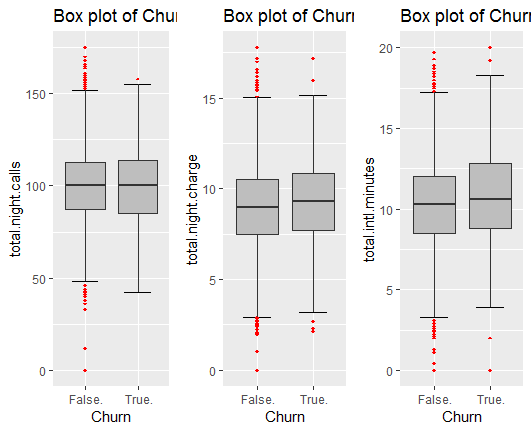 Box plot of Churn
total.night.calls
150
100
50
0
False. True.
Churn
Box plot of Churn
total.night.charge
15
10
5
0
False. True.
Churn
Box plot of Churn
total.intl.minutes
20
15
10
5
0
False. True.
Churn